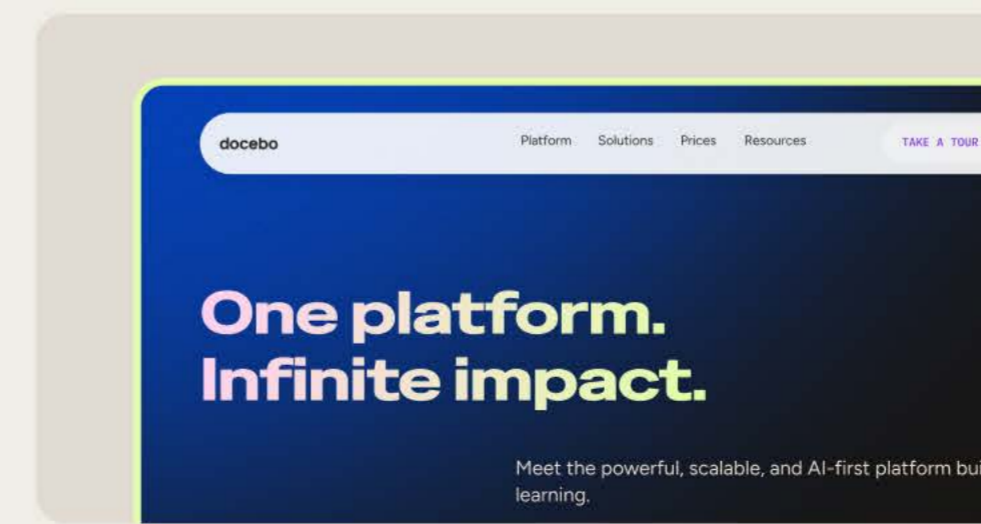 docebo
Platform Solutions Prices Resources
TAKE A TOUR
One platform.
Infinite impact.
Meet the powerful, scalable, and AI-first platform
learning.